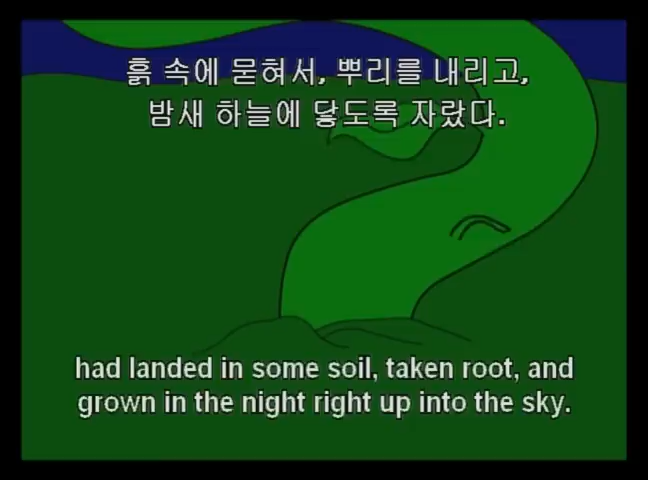 흙 속에 묻혀서, 뿌리를 내리고,
밤새 하늘에 닿도록 자랐다.
had landed in some soil, taken root, and
grown in the night right up into the sky.